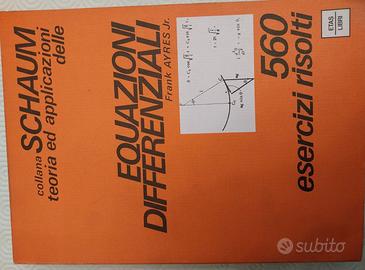 collana SCHAUM
teoria ed applicazioni
delle
EQUAZIONI
DIFFERENZIALI
Frank AYRES Jr.
560
esercizi risolti
ETAS
LIBRI
subito